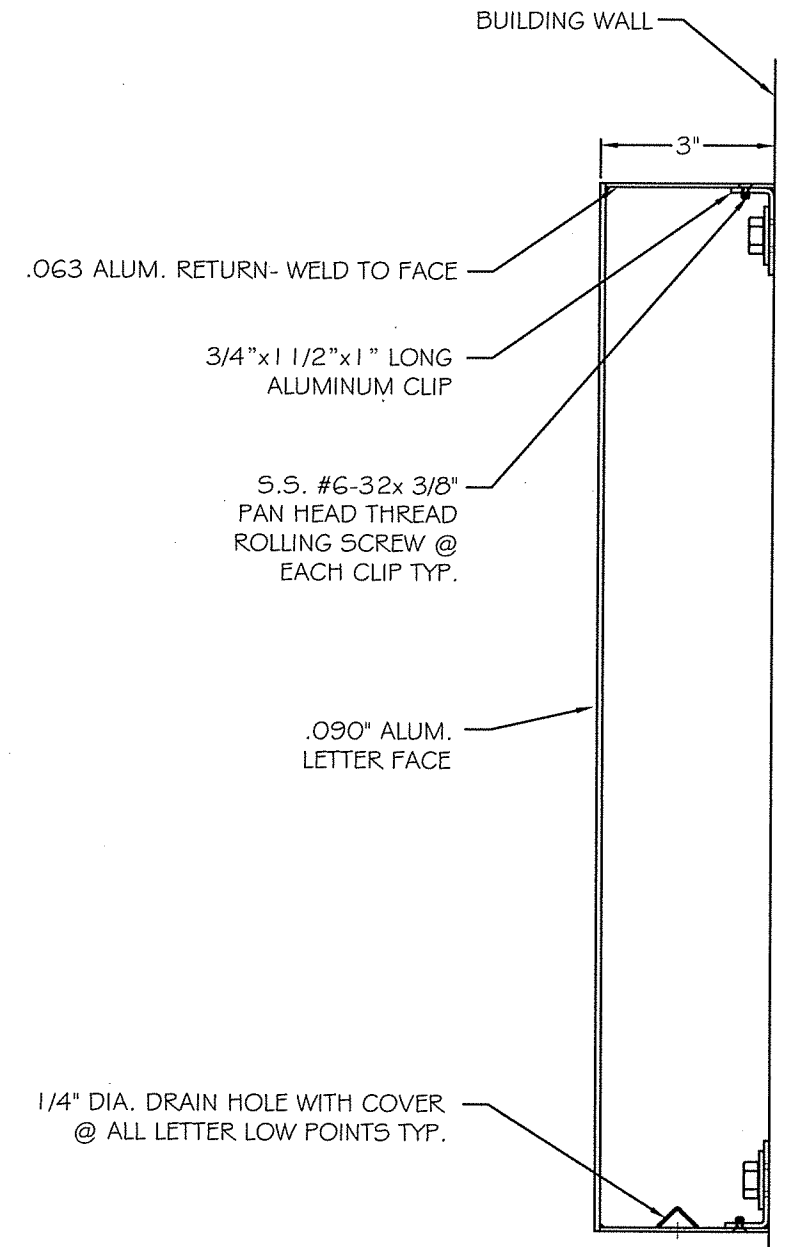 BUILDING WALL
3"
.063 ALUM. RETURN- WELD TO FACE
3/4"x1 1/2"x1" LONG
ALUMINUM CLIP
S.S. #6-32x 3/8"
PAN HEAD THREAD
ROLLING SCREW @
EACH CLIP TYP.
.090" ALUM.
LETTER FACE
1/4" DIA. DRAIN HOLE WITH COVER
@ ALL LETTER LOW POINTS TYP.